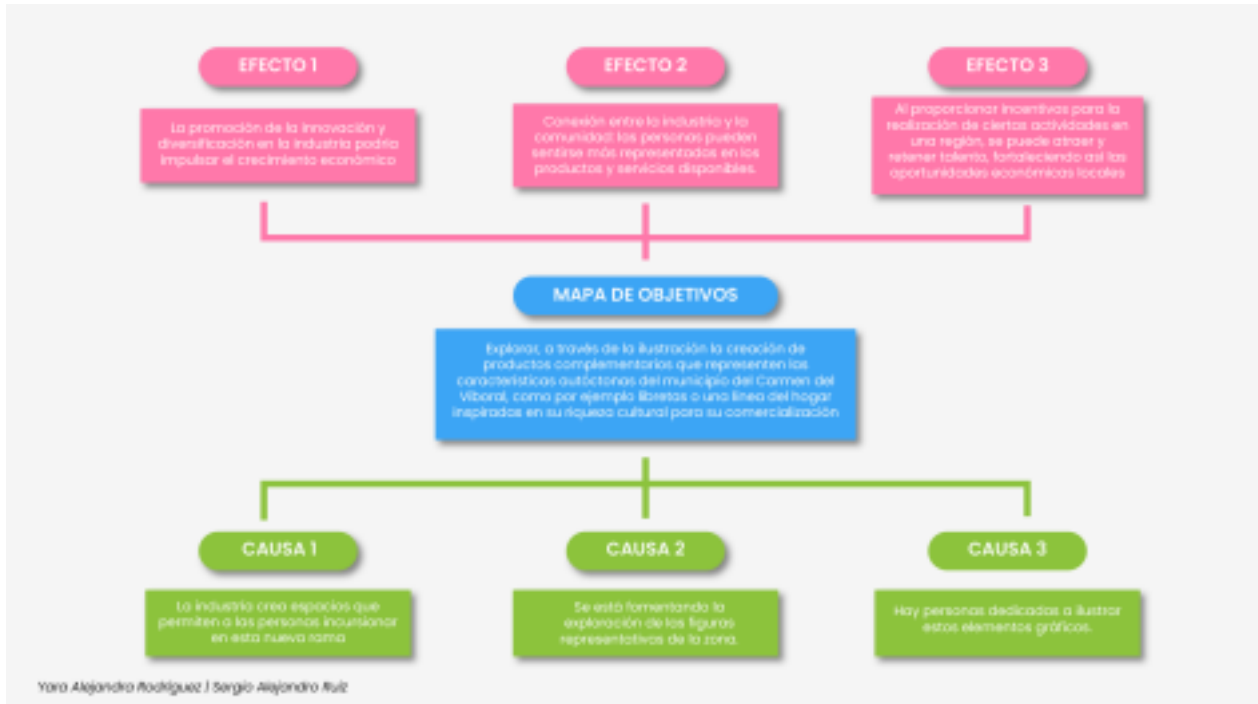 EFECTO 1
La promoción de la innovación y
diversificación en la industria podría
impulsar el crecimiento económico
EFECTO 2
Conexión entre la industria y la
comunidad: las personas pueden
sentirse más representadas en los
productos y servicios disponibles.
EFECTO 3
Al proporcionar incentivos para la
realización de ciertas actividades en
una región, se puede atraer y
retener talento, fortaleciendo así las
oportunidades económicas locales
MAPA DE OBJETIVOS
Explorar, a través de la ilustración la creación de
productos complementarios que representen las
características autóctonas del municipio del Carmen del
Viboral, como por ejemplo libretas o una línea del hogar
inspiradas en su riqueza cultural para su comercialización
CAUSA 1
La industria crea espacios que
permiten a las personas incursionar
en esta nueva rama
CAUSA 2
Se está fomentando la
exploración de las figuras
representativas de la zona.
CAUSA 3
Hay personas dedicadas a ilustrar
estos elementos gráficos.
Yara Alejandra Rodríguez | Sergio Alejandro Ruiz